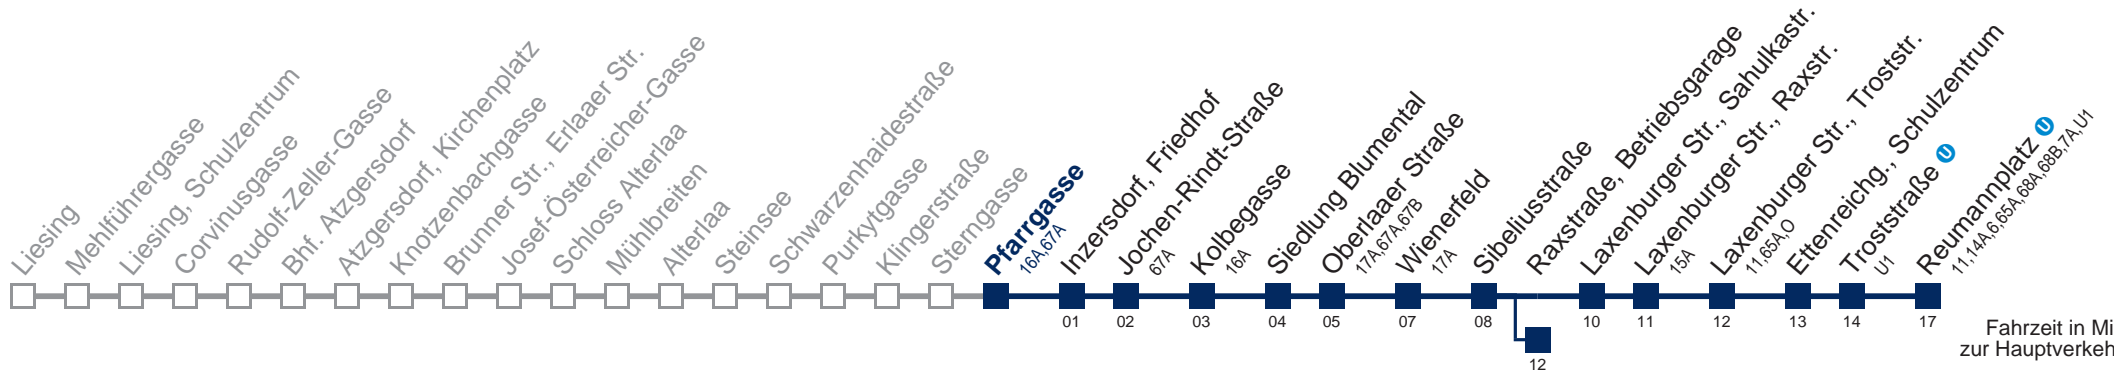 Liesing
Mehlführergasse
Liesing, Schulzentrum
Corvinusgasse
Rudolf-Zeller-Gasse
Bhf. Atzgersdorf
Atzgersdorf, Kirchenplatz
Knotzenbachgasse
Brunner Str., Erlaaer Str.
Josef-Österreicher-Gasse
Schloss Alterlaa
Mühlbreiten
Alterlaa
Steinsee
Schwarzenhaidestraße
Purkytgasse
Klingerstraße
Sterngasse
Pfarrgasse
16A,67A
Inzersdorf, Friedhof
Jochen-Rindt-Straße
67A
Kolbegasse
16A
Siedlung Blumental
Oberlaaer Straße
17A,67A,67B
Wienerfeld
17A
Sibeliusstraße
Raxstraße, Betriebsgarage
Laxenburger Str., Sahulkastr.
Laxenburger Str., Raxstr.
15A
Laxenburger Str., Troststr.
11,65A,O
Ettenreichg., Schulzentrum
Troststraße U
U1
Reumannplatz U
11,14A,6,65A,68A,68B,7A,U1
01 02 03 04 05 07 08 10 11 12 13 14 17
12
Fahrzeit in Mi
zur Hauptverkeh